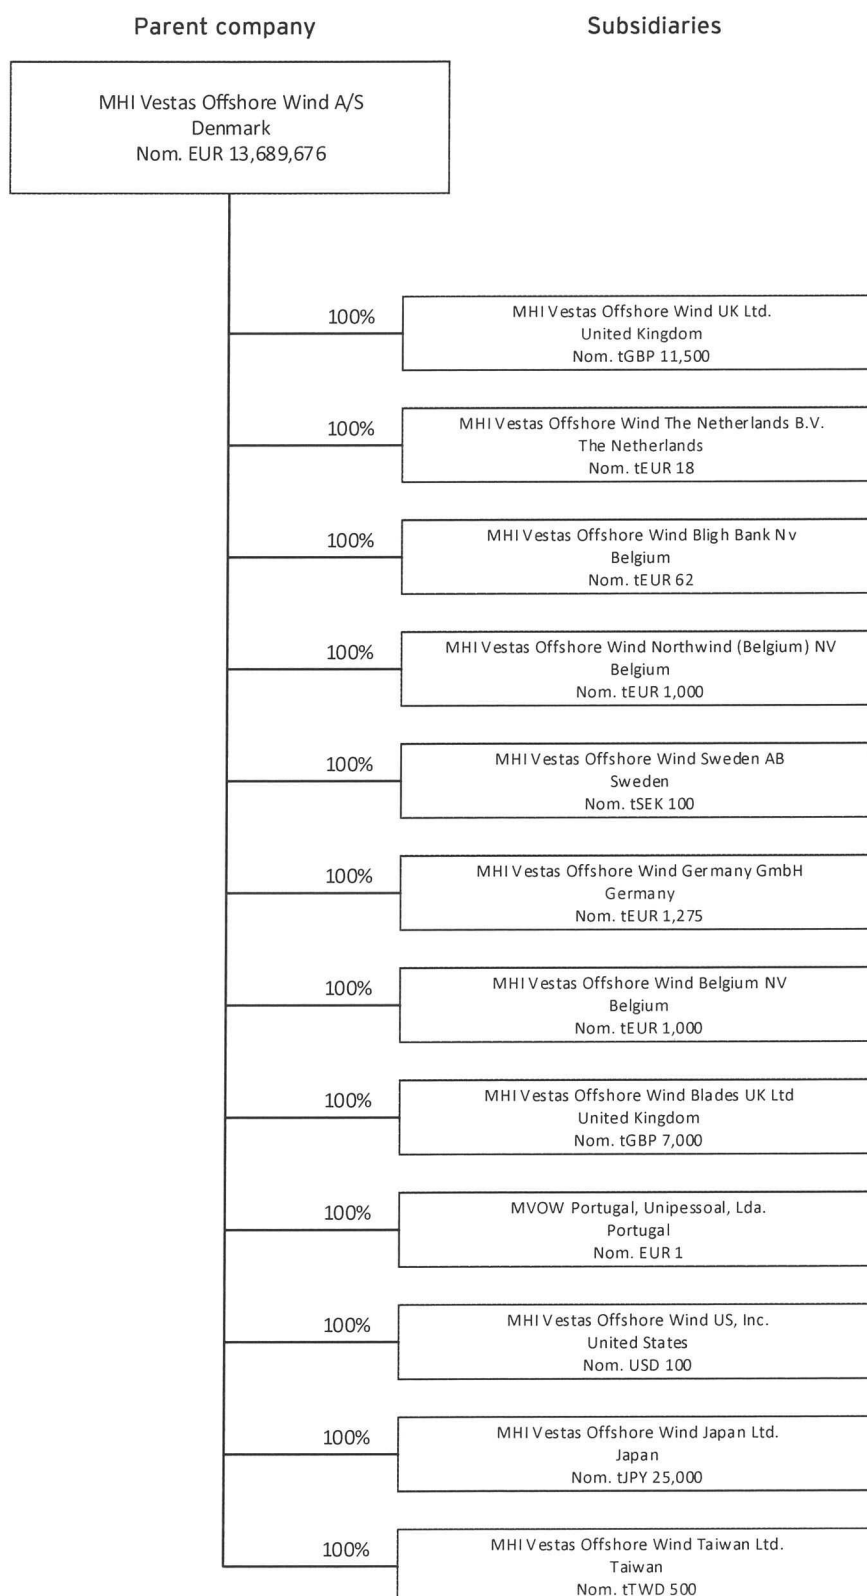 Parent company
Subsidiaries
MHI Vestas Offshore Wind A/S
Denmark
Nom. EUR 13,689,676
100%
MHI Vestas Offshore Wind UK Ltd.
United Kingdom
Nom. tGBP 11,500
100%
MHI Vestas Offshore Wind The Netherlands B.V.
The Netherlands
Nom. tEUR 18
100%
MHI Vestas Offshore Wind Bligh Bank Nv
Belgium
Nom. tEUR 62
100%
MHI Vestas Offshore Wind Northwind (Belgium) NV
Belgium
Nom. tEUR 1,000
100%
MHI Vestas Offshore Wind Sweden AB
Sweden
Nom. tSEK 100
100%
MHI Vestas Offshore Wind Germany GmbH
Germany
Nom. tEUR 1,275
100%
MHI Vestas Offshore Wind Belgium NV
Belgium
Nom. tEUR 1,000
100%
MHI Vestas Offshore Wind Blades UK Ltd
United Kingdom
Nom. tGBP 7,000
100%
MVOW Portugal, Unipessoal, Lda.
Portugal
Nom. EUR 1
100%
MHI Vestas Offshore Wind US, Inc.
United States
Nom. USD 100
100%
MHI Vestas Offshore Wind Japan Ltd.
Japan
Nom. tJPY 25,000
100%
MHI Vestas Offshore Wind Taiwan Ltd.
Taiwan
Nom. tTWD 500